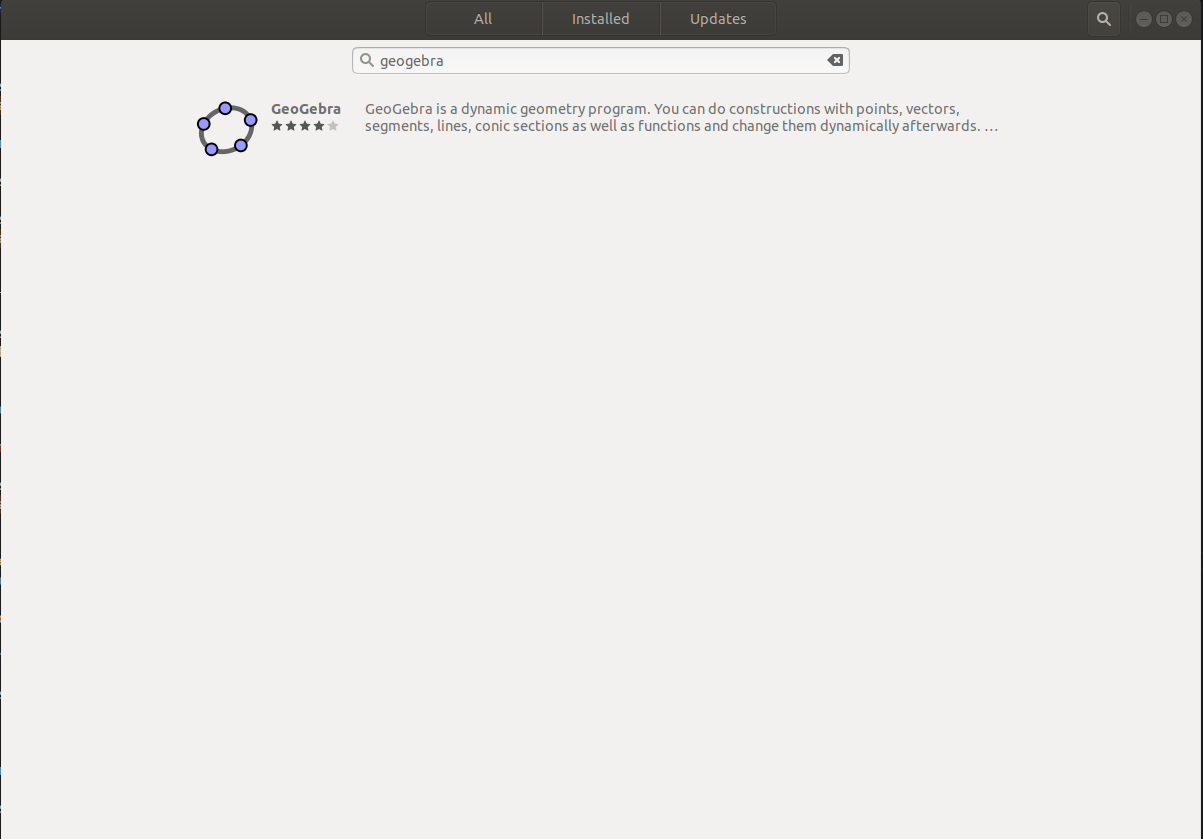 All Installed Updates
geogebra
GeoGebra
GeoGebra is a dynamic geometry program. You can do constructions with points, vectors,
segments, lines, conic sections as well as functions and change them dynamically afterwards. …